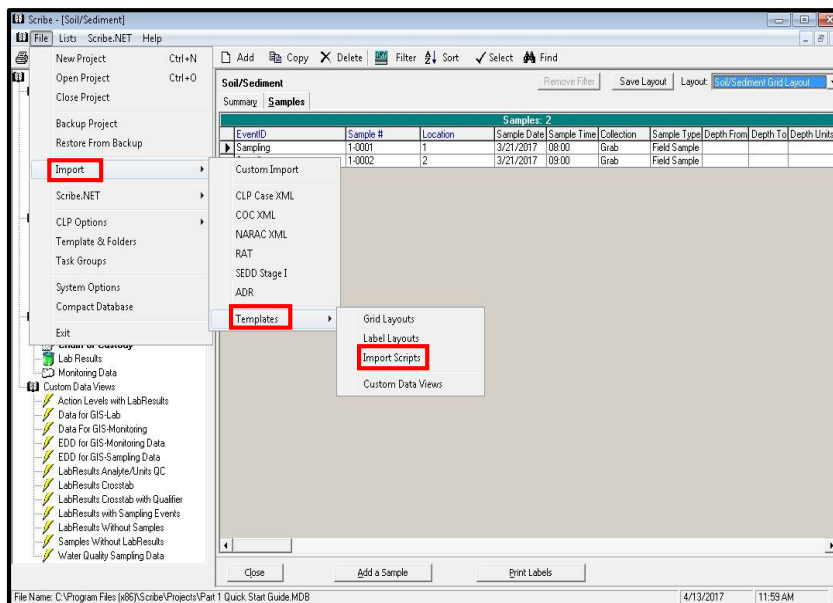 Scribe - [Soil/Sediment]
File Lists Scribe.NET Help
Add Copy Delete Filter Sort Select Find
New Project Ctrl+N
Open Project Ctrl+O
Close Project
Backup Project
Restore From Backup
Import
Scribe.NET
CLP Options
Template & Folders
Task Groups
System Options
Compact Database
Exit
Custom Import
CLP Case XML
COC XML
NARAC XML
RAT
SEDD Stage I
ADR
Templates
Grid Layouts
Label Layouts
Import Scripts
Custom Data Views
Soil/Sediment
Remove Filter Save Layout Layout: Soil/Sediment Grid Layout
Summary Samples
Samples: 2
EventID Sample # Location Sample Date Sample Time Collection Sample Type Depth From Depth To Depth Units
Sampling 1-0001 1 3/21/2017 08:00 Grab Field Sample
1-0002 2 3/21/2017 09:00 Grab Field Sample
Chain of Custody
Lab Results
Monitoring Data
Custom Data Views
Action Levels with LabResults
Data for GIS-Lab
Data For GIS-Monitoring
EDD for GIS-Monitoring Data
EDD for GIS-Sampling Data
LabResults Analyte/Units QC
LabResults Crosstab
LabResults Crosstab with Qualifier
LabResults with Sampling Events
LabResults Without Samples
Samples Without LabResults
Water Quality Sampling Data
Close Add a Sample Print Labels
File Name: C:\Program Files (x86)\Scribe\Projects\Part 1 Quick Start Guide.MDB 4/13/2017 11:59 AM